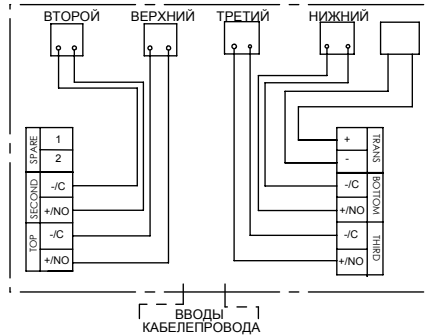 ВТОРОЙ
ВЕРХНИЙ
ТРЕТИЙ
НИЖНИЙ
SPARE
1
2
SECOND
-/C
+/NO
TOP
-/C
+/NO
+
-
TRANS
-/C
+/NO
BOTTOM
-/C
+/NO
THIRD
ВВОДЫ
КАБЕЛЕПРОВОДА